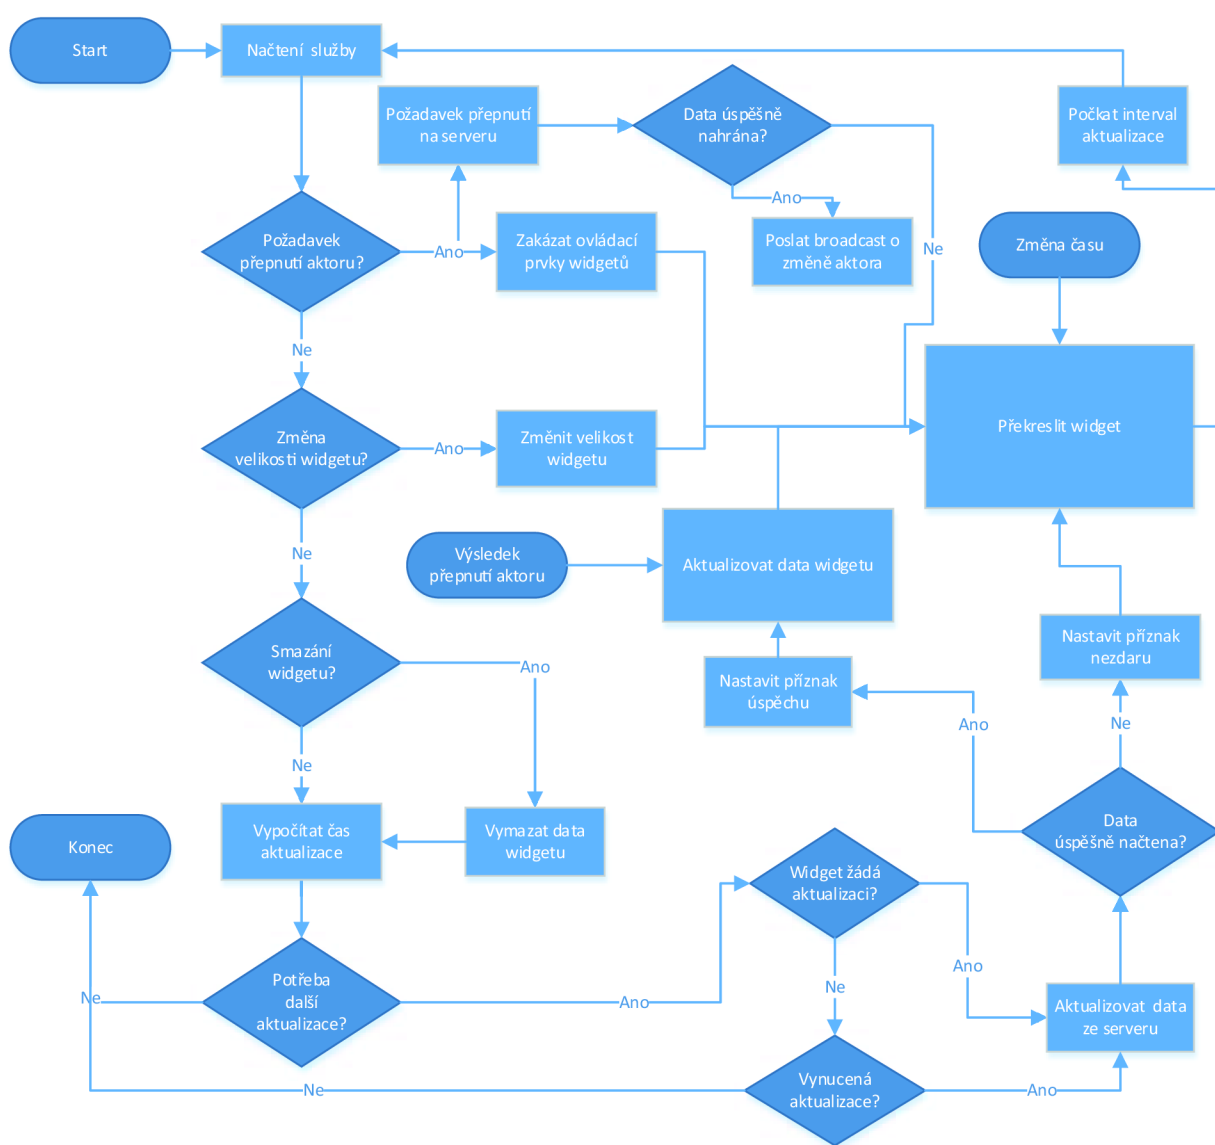 Start
Načtení služby
Požadavek přepnutí
na serveru
Data úspěšně
nahrána?
Počkat interval
aktualizace
Ano
Požadavek
přepnutí aktoru?
Ano
Zakázat ovládací
prvky widgetů
Poslat broadcast o
změně aktora
Ne
Změna času
Ne
Změna
velikosti widgetu?
Ano
Změnit velikost
widgetu
Překreslit widget
Ne
Výsledek
přepnutí aktoru
Aktualizovat data widgetu
Smazání
widgetu?
Ano
Nastavit příznak
úspěchu
Nastavit příznak
nezdaru
Ano
Ne
Ne
Konec
Vypočítat čas
aktualizace
Vymazat data
widgetu
Widget žádá
aktualizaci?
Data
úspěšně načtena?
Ne
Potřeba
další
aktualizace?
Ano
Ne
Ano
Aktualizovat data
ze serveru
Ne
Vynucená
aktualizace?
Ano